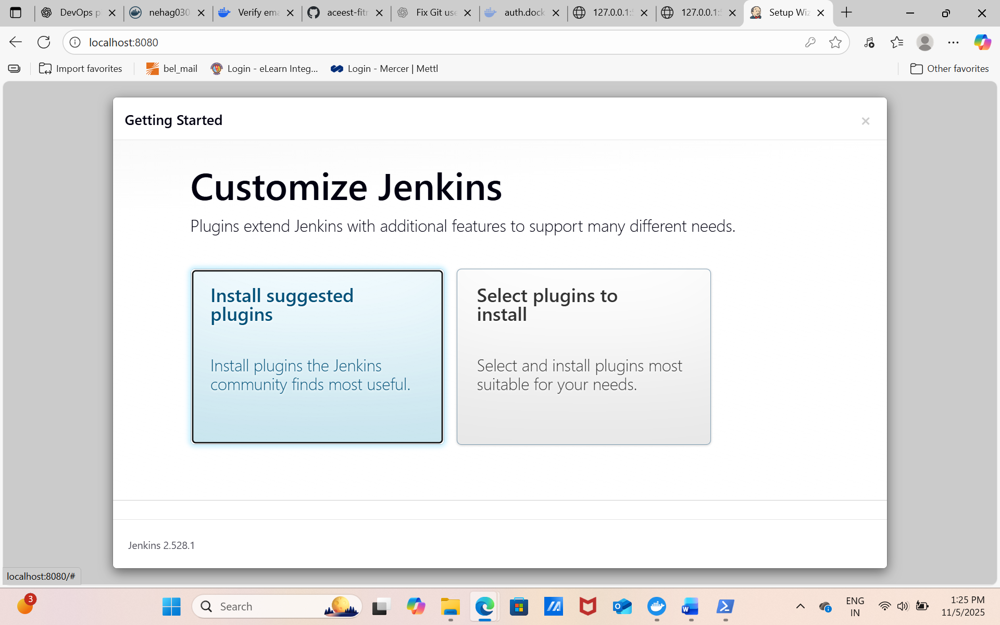 DevOps p
nehag030
Verify ema
aceest-fitn
Fix Git use
auth.dock
127.0.0.1:5
127.0.0.1:5
Setup Wiz
localhost:8080
Import favorites
bel_mail
Login - eLearn Integ...
Login - Mercer | Mettl
Other favorites
Getting Started
Customize Jenkins
Plugins extend Jenkins with additional features to support many different needs.
Install suggested
plugins
Install plugins the Jenkins
community finds most useful.
Select plugins to
install
Select and install plugins most
suitable for your needs.
Jenkins 2.528.1
localhost:8080/#
3
Search
ENG
IN
1:25 PM
11/5/2025